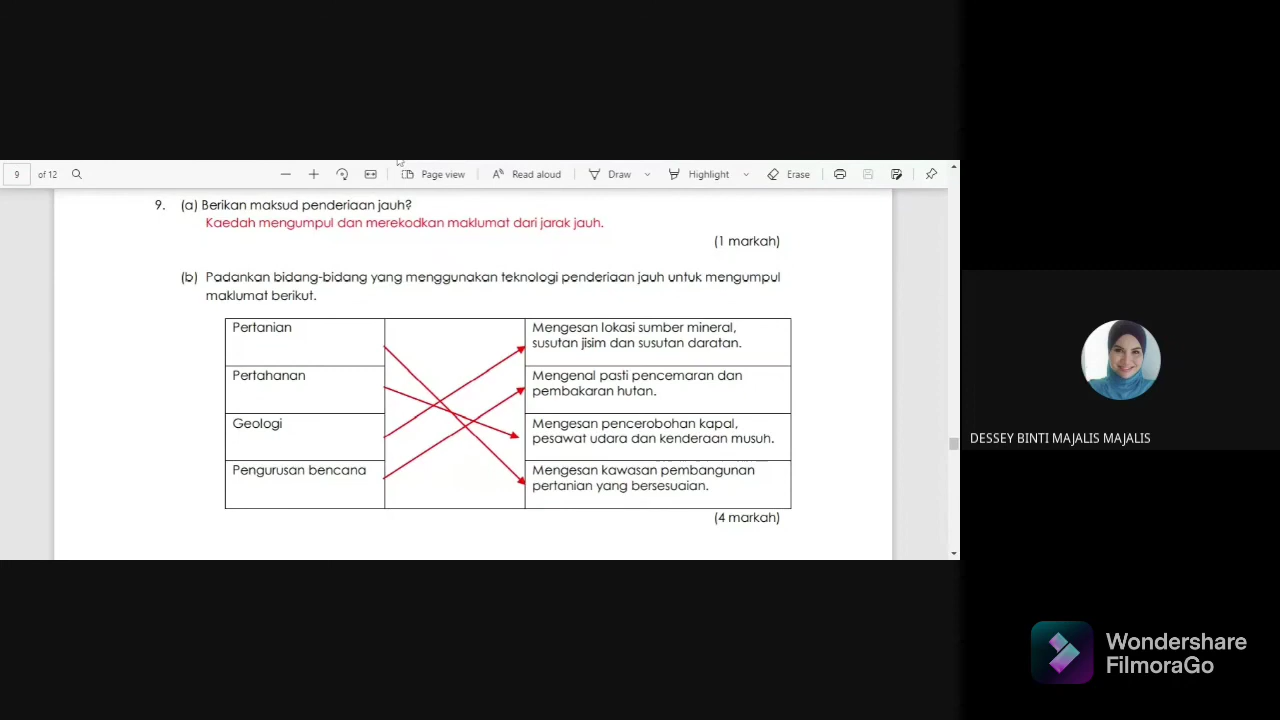 9 of 12 Page view Read aloud Draw Highlight Erase
9. (a) Berikan maksud penderiaan jauh?
Kaedah mengumpul dan merekodkan maklumat dari jarak jauh.
(1 markah)
(b) Padankan bidang-bidang yang menggunakan teknologi penderiaan jauh untuk mengumpul
maklumat berikut.
Pertanian
Mengesan lokasi sumber mineral,
susutan jisim dan susutan daratan.
Pertahanan
Mengenal pasti pencemaran dan
pembakaran hutan.
Geologi
Mengesan pencerobohan kapal,
pesawat udara dan kenderaan musuh.
Pengurusan bencana
Mengesan kawasan pembangunan
pertanian yang bersesuaian.
(4 markah)
DESSEY BINTI MAJALIS MAJALIS
Wondershare
FilmoraGo